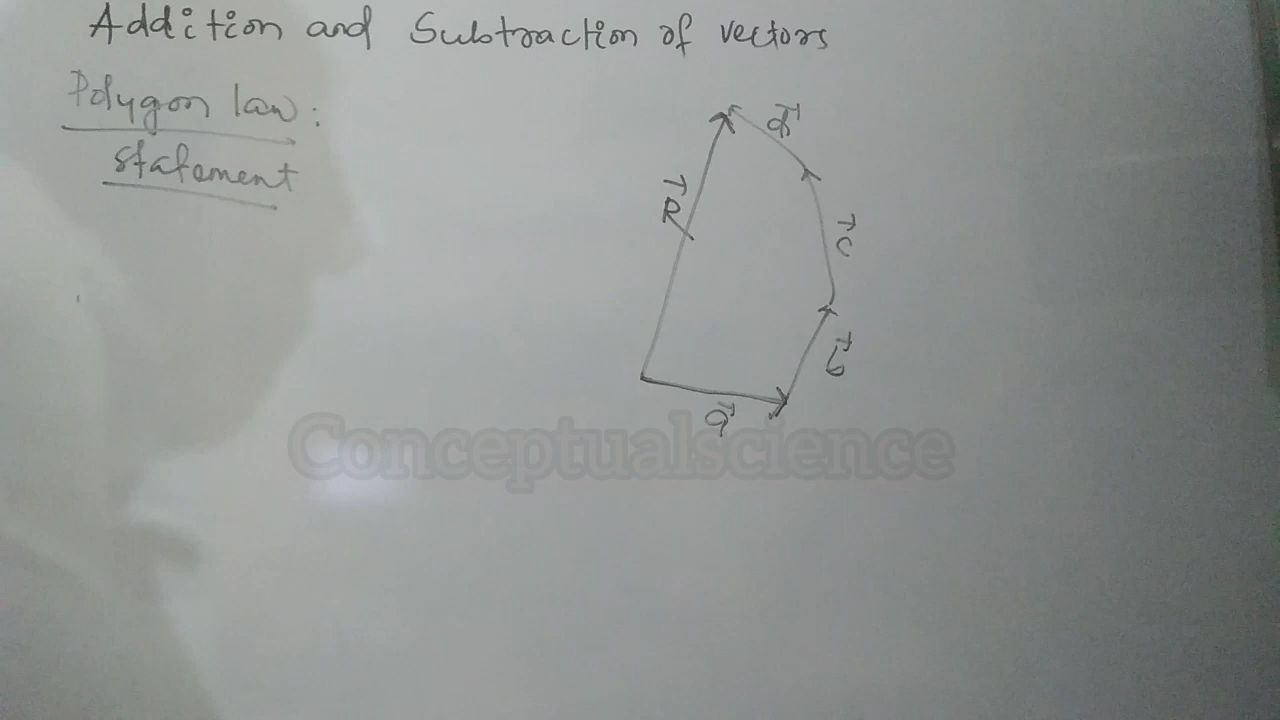 Addition and Subtraction of vectors
Polygon law:
statement
d⃗
R⃗
c⃗
b⃗
a⃗
Conceptualscience